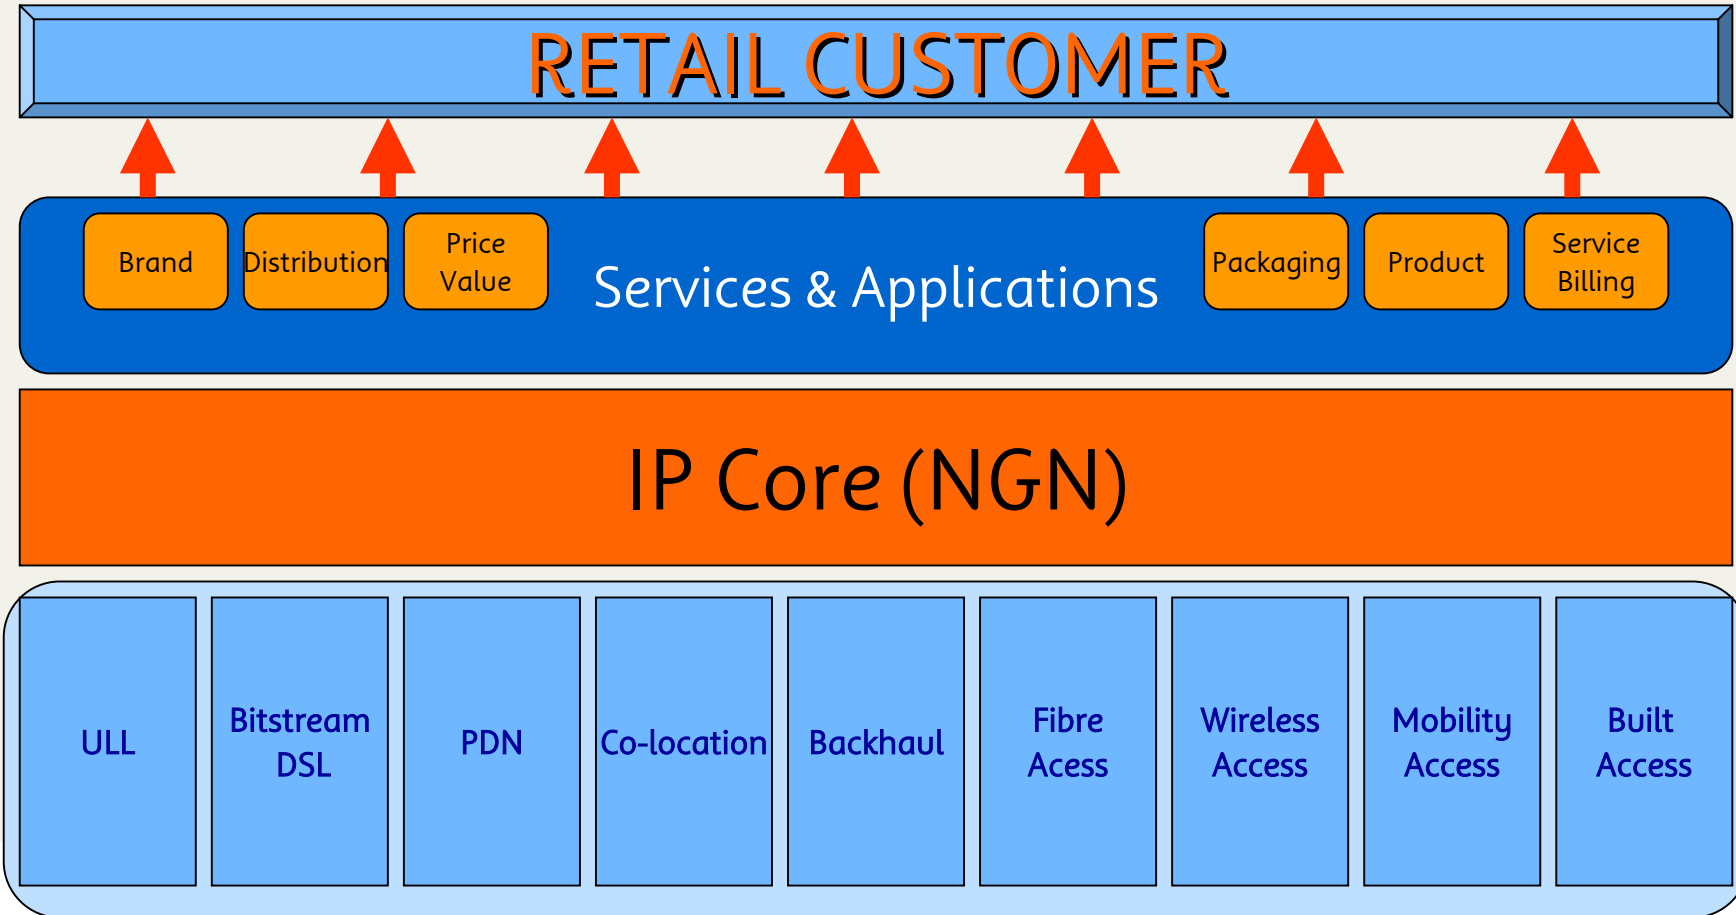 RETAIL CUSTOMER
Brand
Distribution
Price
Value
Services & Applications
Packaging
Product
Service
Billing
IP Core (NGN)
ULL
Bitstream
DSL
PDN
Co-location
Backhaul
Fibre
Acess
Wireless
Access
Mobility
Access
Built
Access